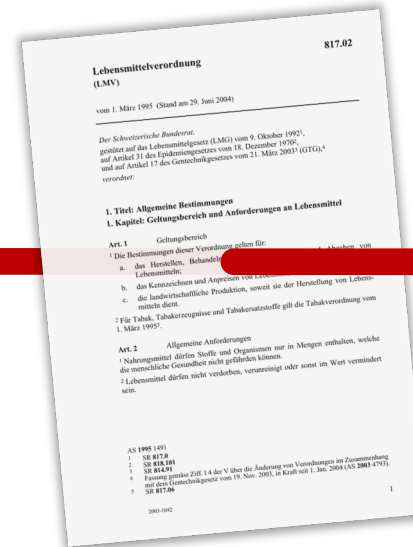 817.02
Lebensmittelverordnung
(LMV)
vom 1. März 1995 (Stand am 29. Juni 2004)
Der Schweizerische Bundesrat,
gestützt auf das Lebensmittelgesetz (LMG) vom 9. Oktober 1992¹,
auf Artikel 31 des Epidemiengesetzes vom 18. Dezember 1970²,
und auf Artikel 17 des Gentechnikgesetzes vom 21. März 2003³ (GTG),⁴
verordnet:
1. Titel: Allgemeine Bestimmungen
1. Kapitel: Geltungsbereich und Anforderungen an Lebensmittel
Art. 1 Geltungsbereich
¹ Die Bestimmungen dieser Verordnung gelten für:
a. das Herstellen, Behandeln Abgeben von
Lebensmitteln;
b. das Kennzeichnen und Anpreisen von
c. die landwirtschaftliche Produktion, soweit sie der Herstellung von Lebens-
mitteln dient.
² Für Tabak, Tabakerzeugnisse und Tabakersatzstoffe gilt die Tabakverordnung vom
1. März 1995⁵.
Art. 2 Allgemeine Anforderungen
¹ Nahrungsmittel dürfen Stoffe und Organismen nur in Mengen enthalten, welche
die menschliche Gesundheit nicht gefährden können.
² Lebensmittel dürfen nicht verdorben, verunreinigt oder sonst im Wert vermindert
sein.
AS 1995 1491
1 SR 817.0
2 SR 818.101
3 SR 814.91
4 Fassung gemäss Ziff. I 4 der V über die Änderung von Verordnungen im Zusammenhang
mit dem Gentechnikgesetz vom 19. Nov. 2003, in Kraft seit 1. Jan. 2004 (AS 2003 4793).
5 SR 817.06
2003-1042
1